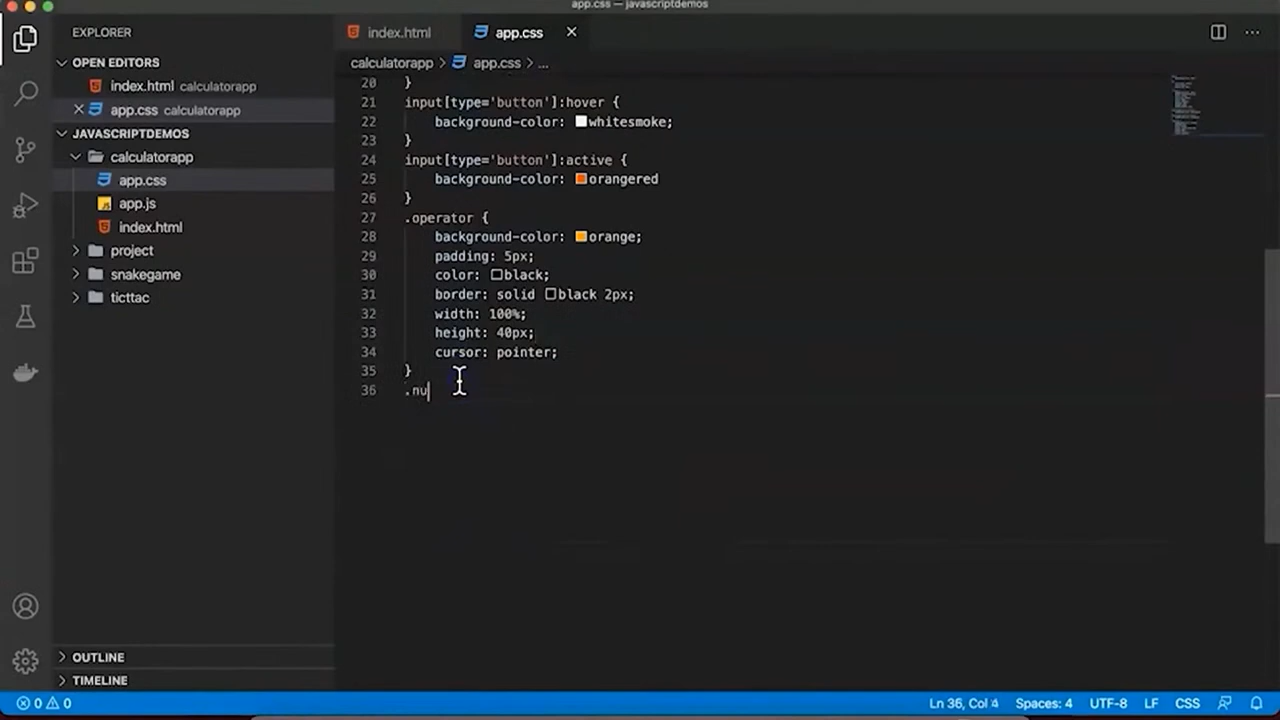 app.css — javascriptdemos
EXPLORER
OPEN EDITORS
index.html calculatorapp
app.css calculatorapp
JAVASCRIPTDEMOS
calculatorapp
app.css
JS app.js
index.html
project
snakegame
ticttac
OUTLINE
TIMELINE
index.html
app.css
calculatorapp > app.css > ...
20 }
21 input[type='button']:hover {
22 background-color: whitesmoke;
23 }
24 input[type='button']:active {
25 background-color: orangered
26 }
27 .operator {
28 background-color: orange;
29 padding: 5px;
30 color: black;
31 border: solid black 2px;
32 width: 100%;
33 height: 40px;
34 cursor: pointer;
35 }
36 .nu
0 0
Ln 36, Col 4 Spaces: 4 UTF-8 LF CSS